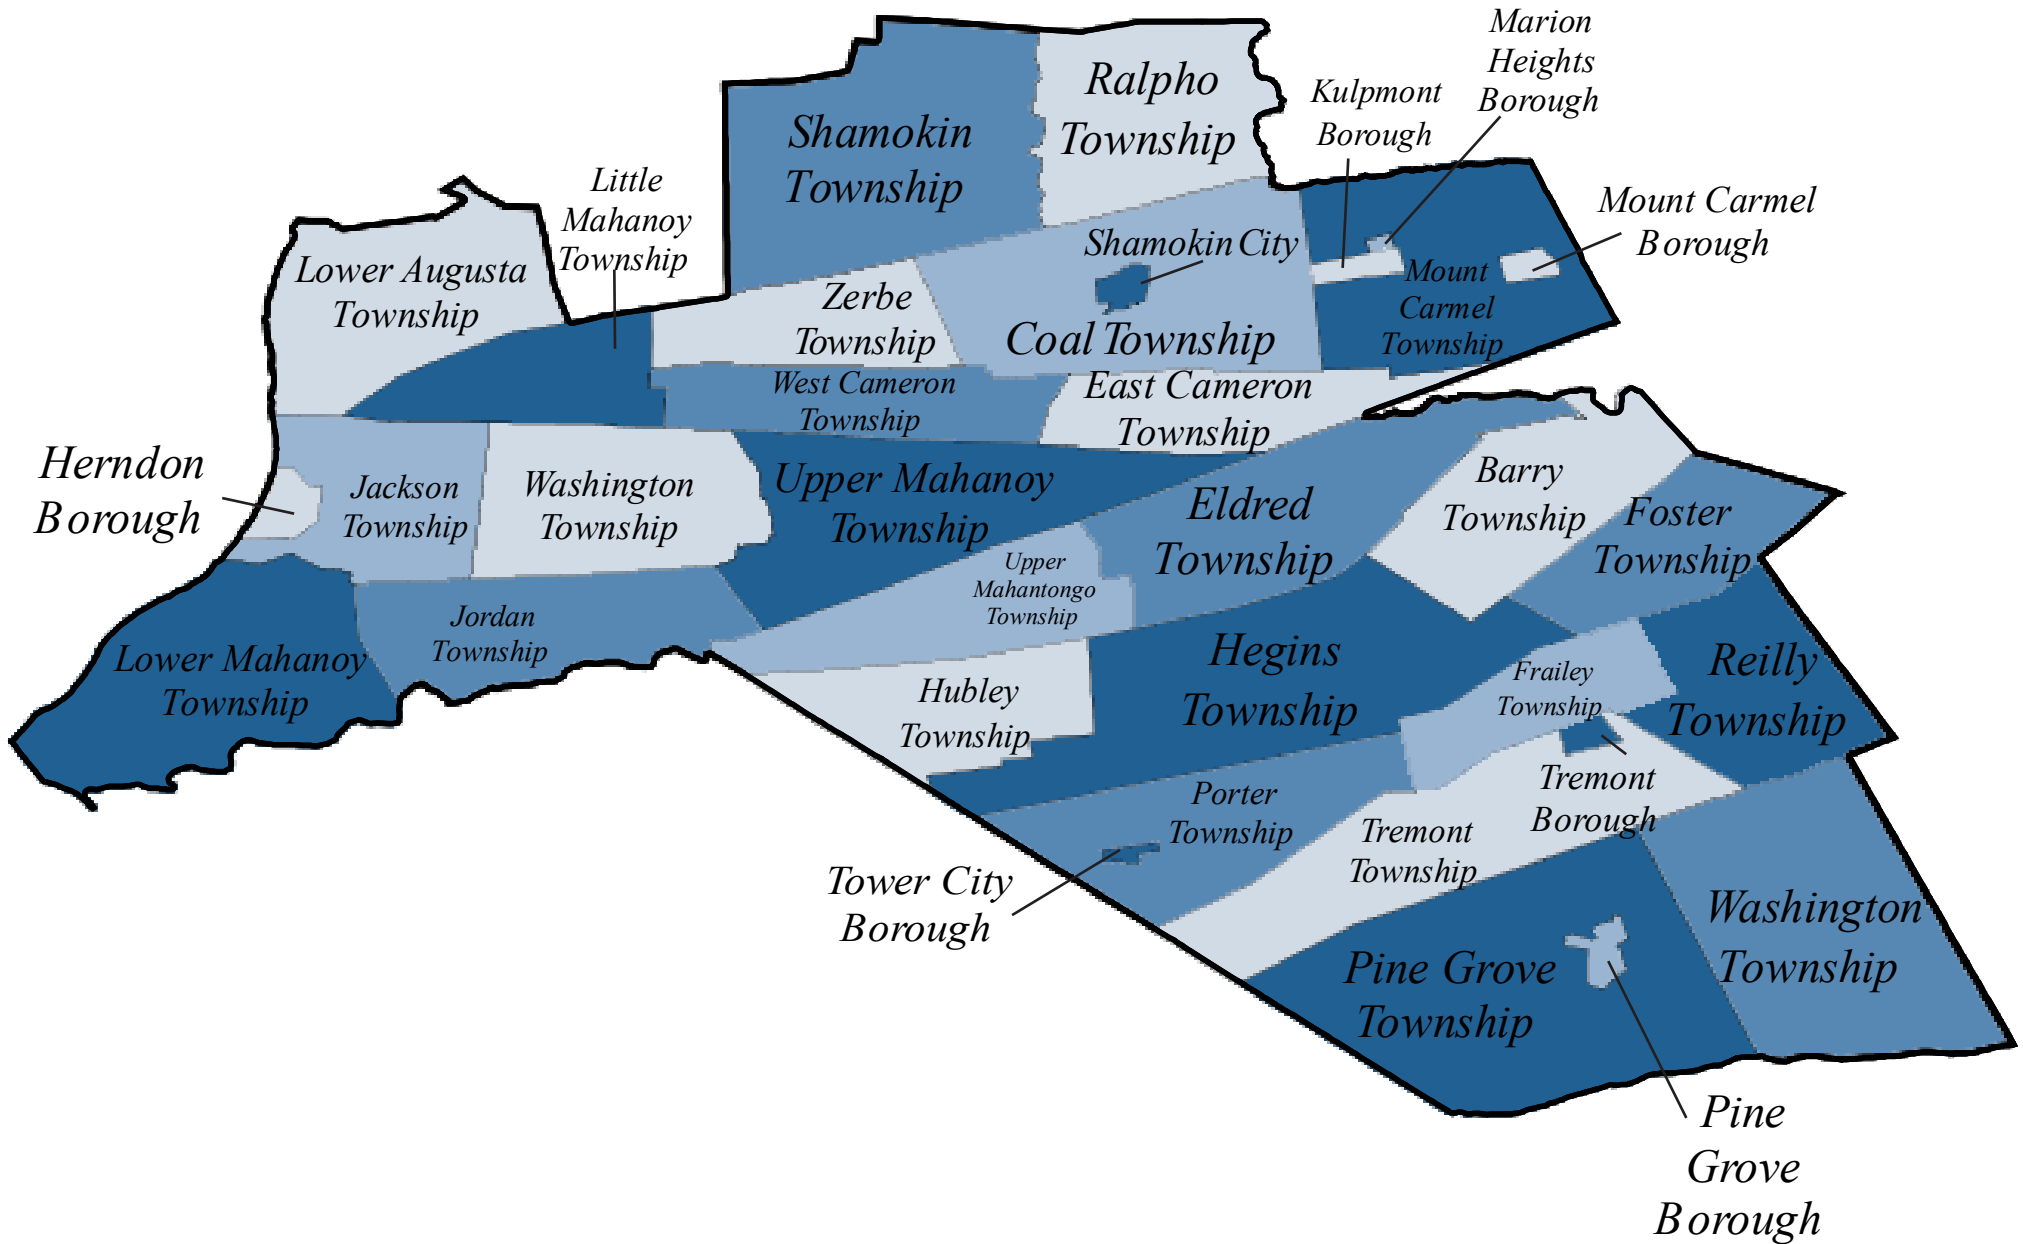 Marion
Heights
Borough
Kulpmont
Borough
Ralpho
Township
Shamokin
Township
Little
Mahanoy
Township
Mount Carmel
Borough
Shamokin City
Lower Augusta
Township
Zerbe
Township
Mount
Carmel
Township
Coal Township
West Cameron
Township
East Cameron
Township
Herndon
Borough
Jackson
Township
Washington
Township
Upper Mahanoy
Township
Eldred
Township
Barry
Township
Foster
Township
Upper
Mahantongo
Township
Jordan
Township
Lower Mahanoy
Township
Hubley
Township
Hegins
Township
Frailey
Township
Reilly
Township
Porter
Township
Tremont
Borough
Tremont
Township
Tower City
Borough
Washington
Township
Pine Grove
Township
Pine
Grove
Borough